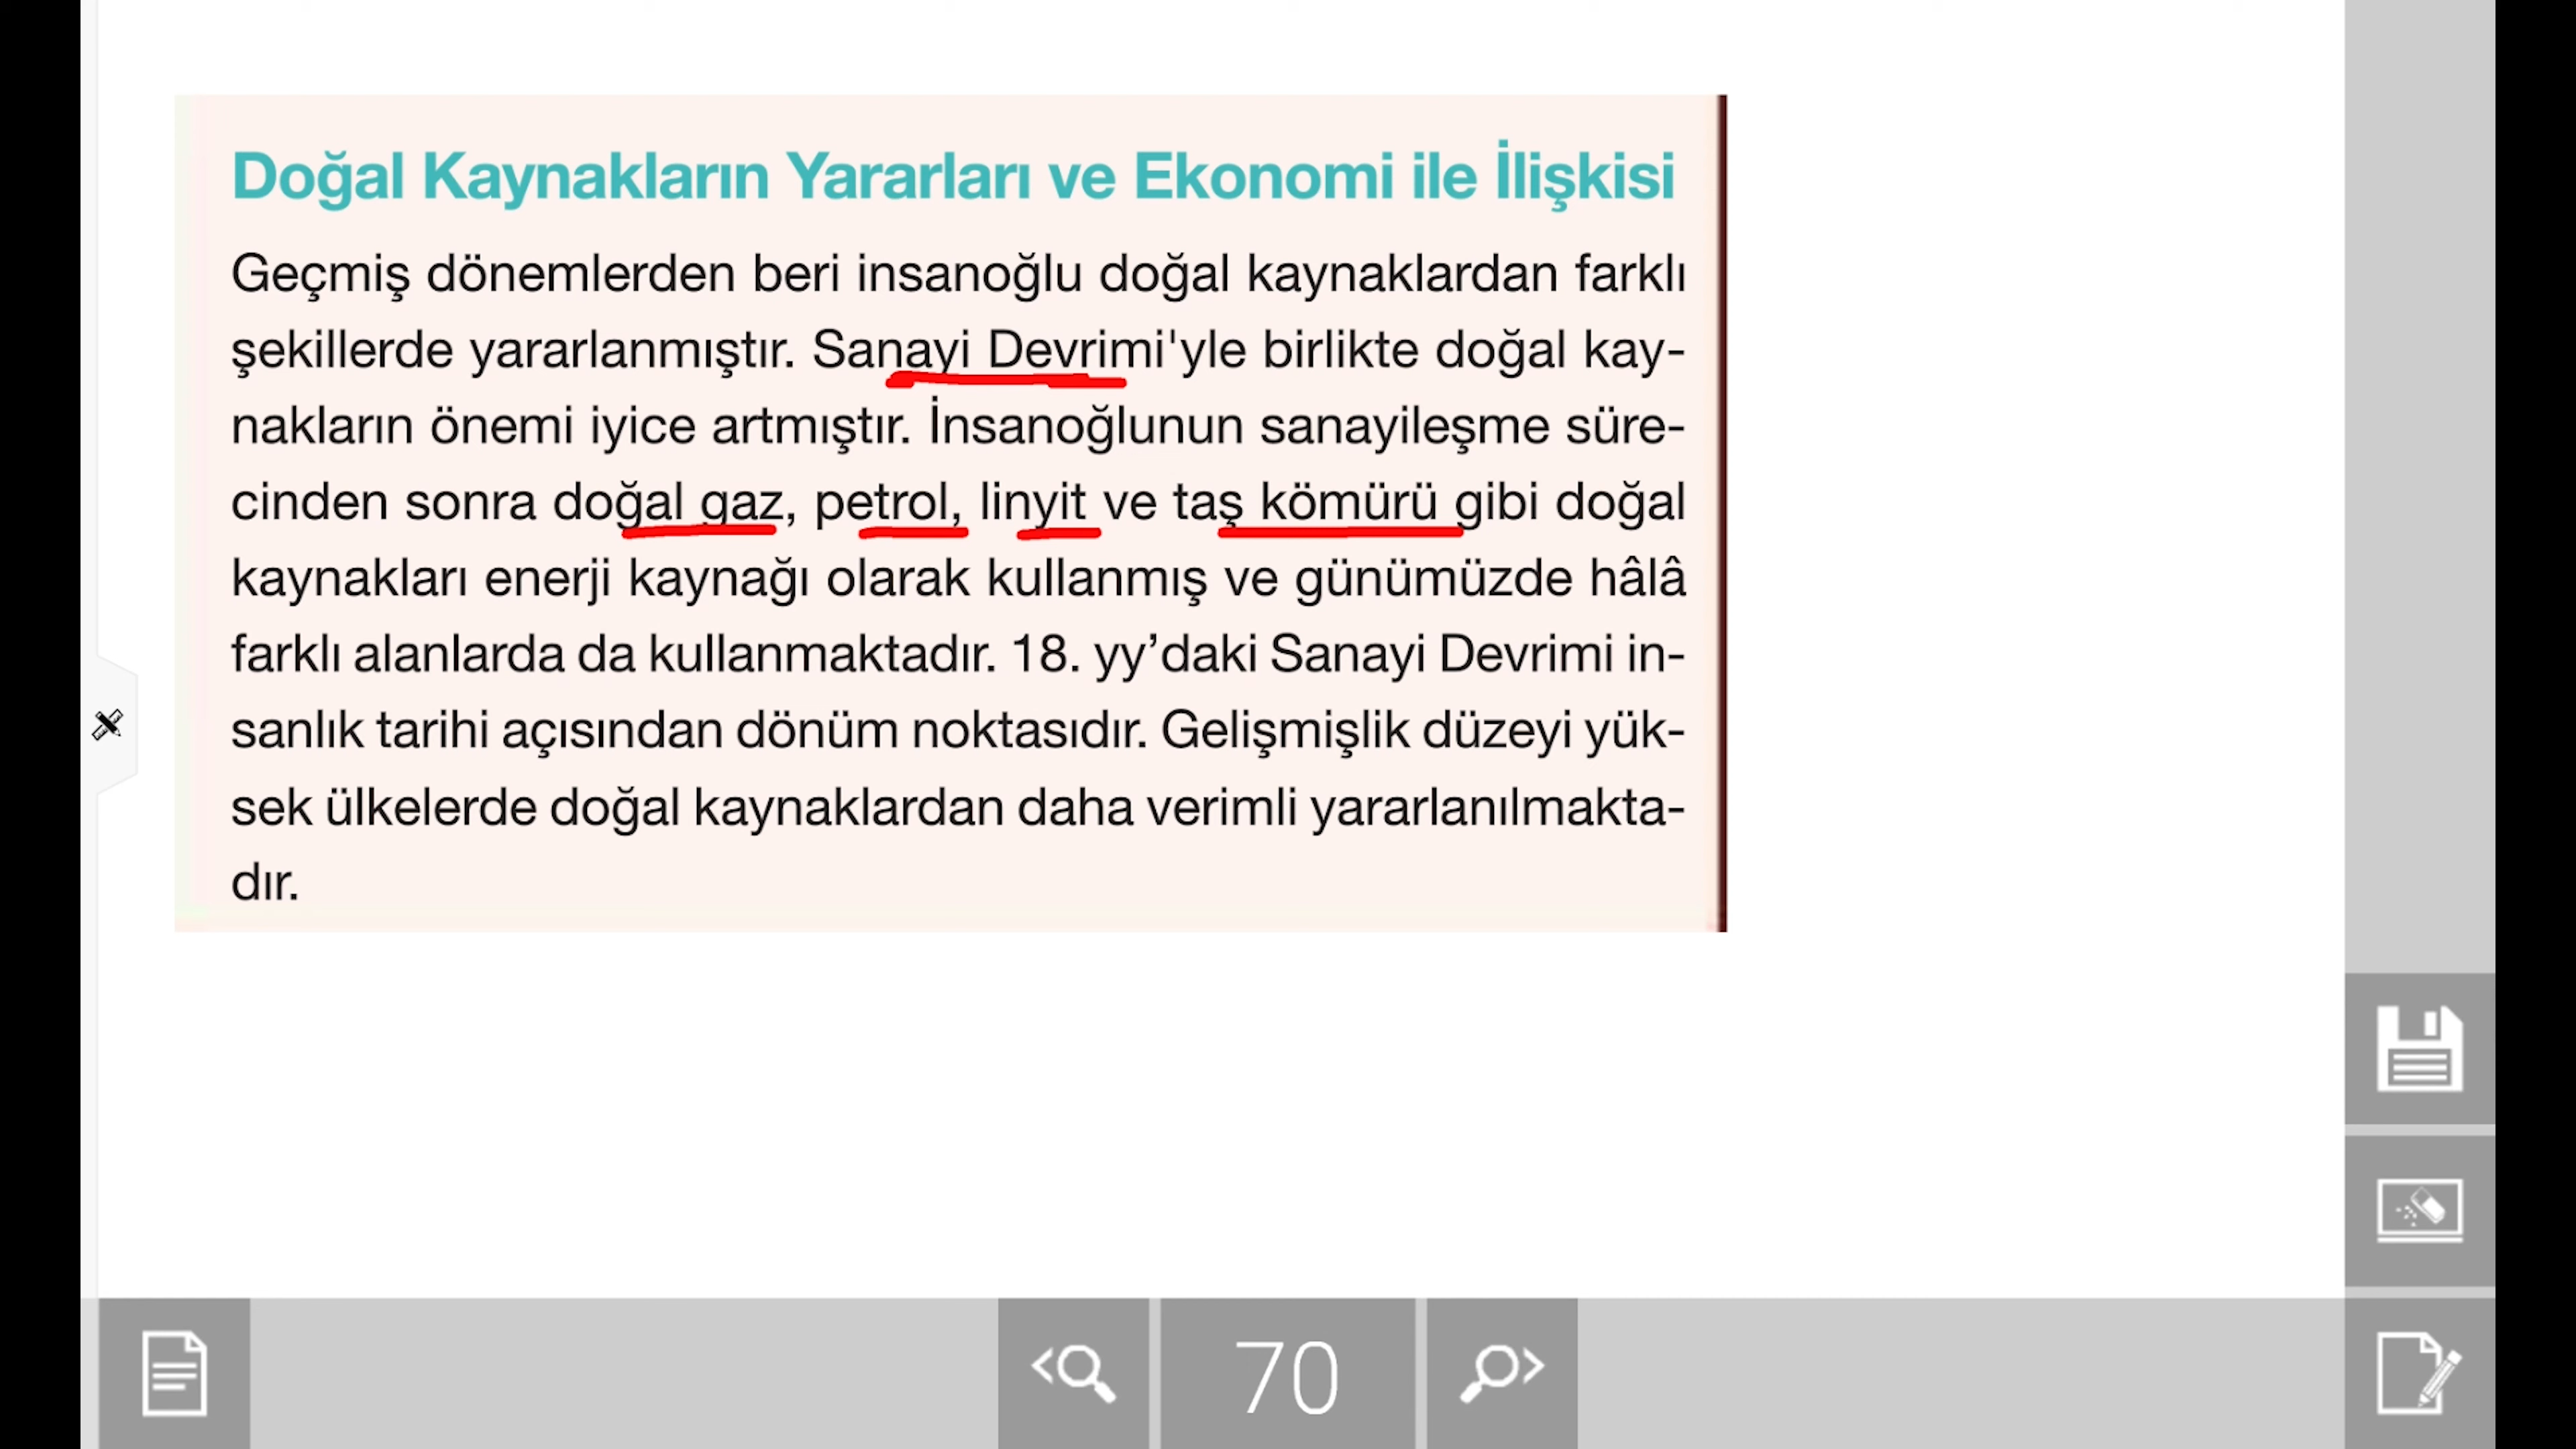 Doğal Kaynakların Yararları ve Ekonomi ile İlişkisi
Geçmiş dönemlerden beri insanoğlu doğal kaynaklardan farklı
şekillerde yararlanmıştır. Sanayi Devrimi'yle birlikte doğal kay-
nakların önemi iyice artmıştır. İnsanoğlunun sanayileşme süre-
cinden sonra doğal gaz, petrol, linyit ve taş kömürü gibi doğal
kaynakları enerji kaynağı olarak kullanmış ve günümüzde hâlâ
farklı alanlarda da kullanmaktadır. 18. yy’daki Sanayi Devrimi in-
sanlık tarihi açısından dönüm noktasıdır. Gelişmişlik düzeyi yük-
sek ülkelerde doğal kaynaklardan daha verimli yararlanılmakta-
dır.
70